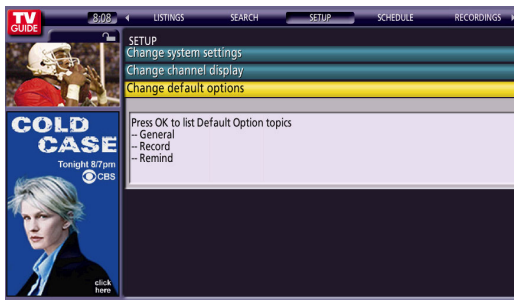 TV
GUIDE
8:08
LISTINGS SEARCH SETUP SCHEDULE RECORDINGS
SETUP
Change system settings
Change channel display
Change default options
Press OK to list Default Option topics
-- General
-- Record
-- Remind
COLD
CASE
Tonight 8/7pm
CBS
click
here